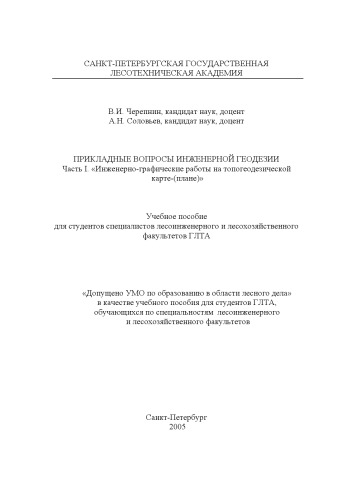 САНКТ-ПЕТЕРБУРГСКАЯ ГОСУДАРСТВЕННАЯ
ЛЕСОТЕХНИЧЕСКАЯ АКАДЕМИЯ
В.И. Черепнин, кандидат наук, доцент
А.Н. Соловьев, кандидат наук, доцент
ПРИКЛАДНЫЕ ВОПРОСЫ ИНЖЕНЕРНОЙ ГЕОДЕЗИИ
Часть I. «Инженерно-графические работы на топогеодезической
карте-(плане)»
Учебное пособие
для студентов специалистов лесоинженерного и лесохозяйственного
факультетов ГЛТА
«Допущено УМО по образованию в области лесного дела»
в качестве учебного пособия для студентов ГЛТА,
обучающихся по специальностям лесоинженерного
и лесохозяйственного факультетов
Санкт-Петербург
2005